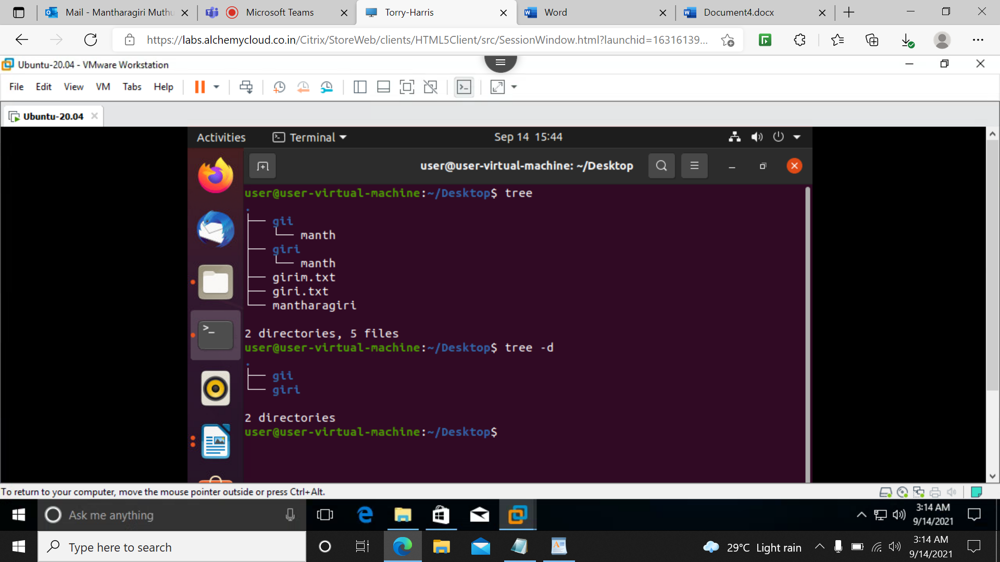 Mail - Mantharagiri Muthu
Microsoft Teams
Torry-Harris
Word
Document4.docx
https://labs.alchemycloud.co.in/Citrix/StoreWeb/clients/HTML5Client/src/SessionWindow.html?launchid=16316139...
Ubuntu-20.04 - VMware Workstation
File Edit View VM Tabs Help
Ubuntu-20.04
Activities Terminal Sep 14 15:44
user@user-virtual-machine: ~/Desktop
user@user-virtual-machine:~/Desktop$ tree
.
├── gii
│   └── manth
├── giri
│   └── manth
├── girim.txt
├── giri.txt
└── mantharagiri
2 directories, 5 files
user@user-virtual-machine:~/Desktop$ tree -d
.
├── gii
└── giri
2 directories
user@user-virtual-machine:~/Desktop$
To return to your computer, move the mouse pointer outside or press Ctrl+Alt.
Ask me anything
3:14 AM
9/14/2021
Type here to search
29°C Light rain
3:14 AM
9/14/2021